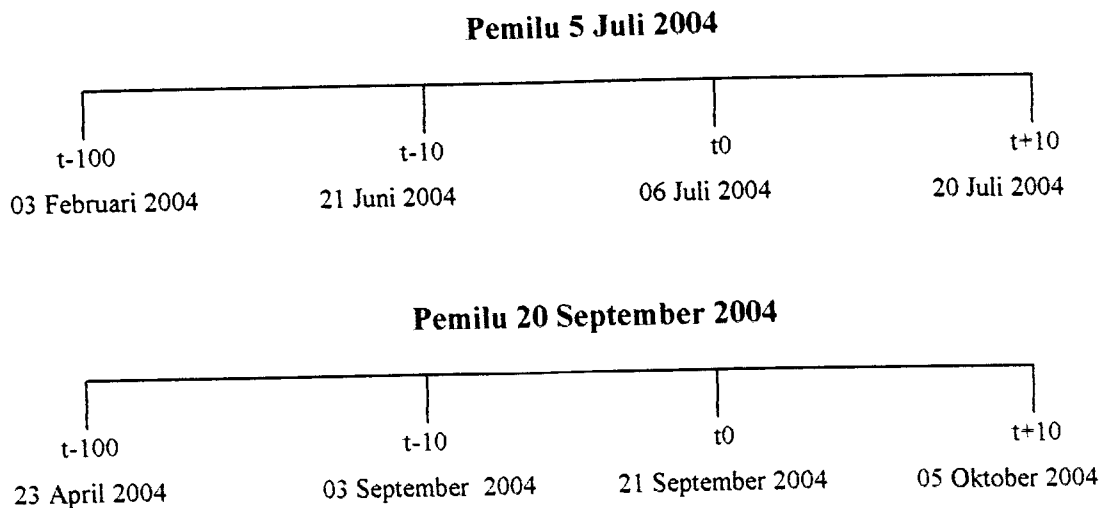 Pemilu 5 Juli 2004
t-100 t-10 t0 t+10
03 Februari 2004 21 Juni 2004 06 Juli 2004 20 Juli 2004
Pemilu 20 September 2004
t-100 t-10 t0 t+10
23 April 2004 03 September 2004 21 September 2004 05 Oktober 2004